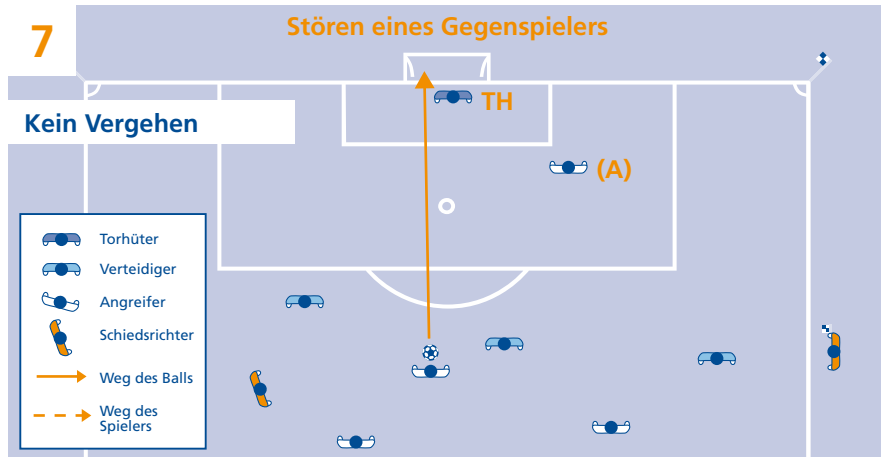 7
Stören eines Gegenspielers
TH
Kein Vergehen
(A)
Torhüter
Verteidiger
Angreifer
Schiedsrichter
Weg des Balls
Weg des
Spielers